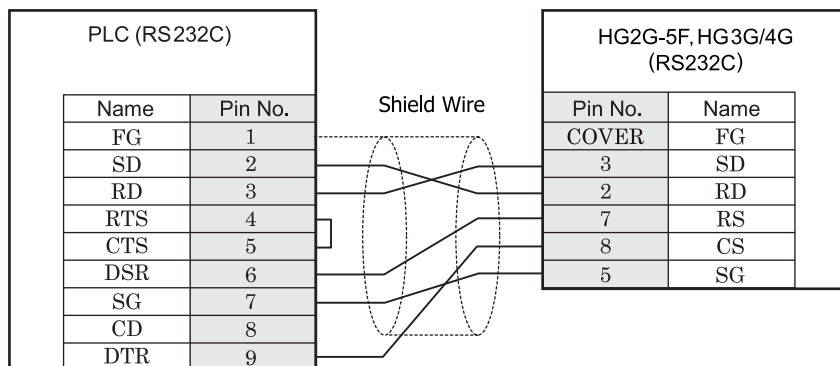 PLC (RS232C)
Name Pin No.
FG 1
SD 2
RD 3
RTS 4
CTS 5
DSR 6
SG 7
CD 8
DTR 9
Shield Wire
HG2G-5F, HG3G/4G
(RS232C)
Pin No. Name
COVER FG
3 SD
2 RD
7 RS
8 CS
5 SG